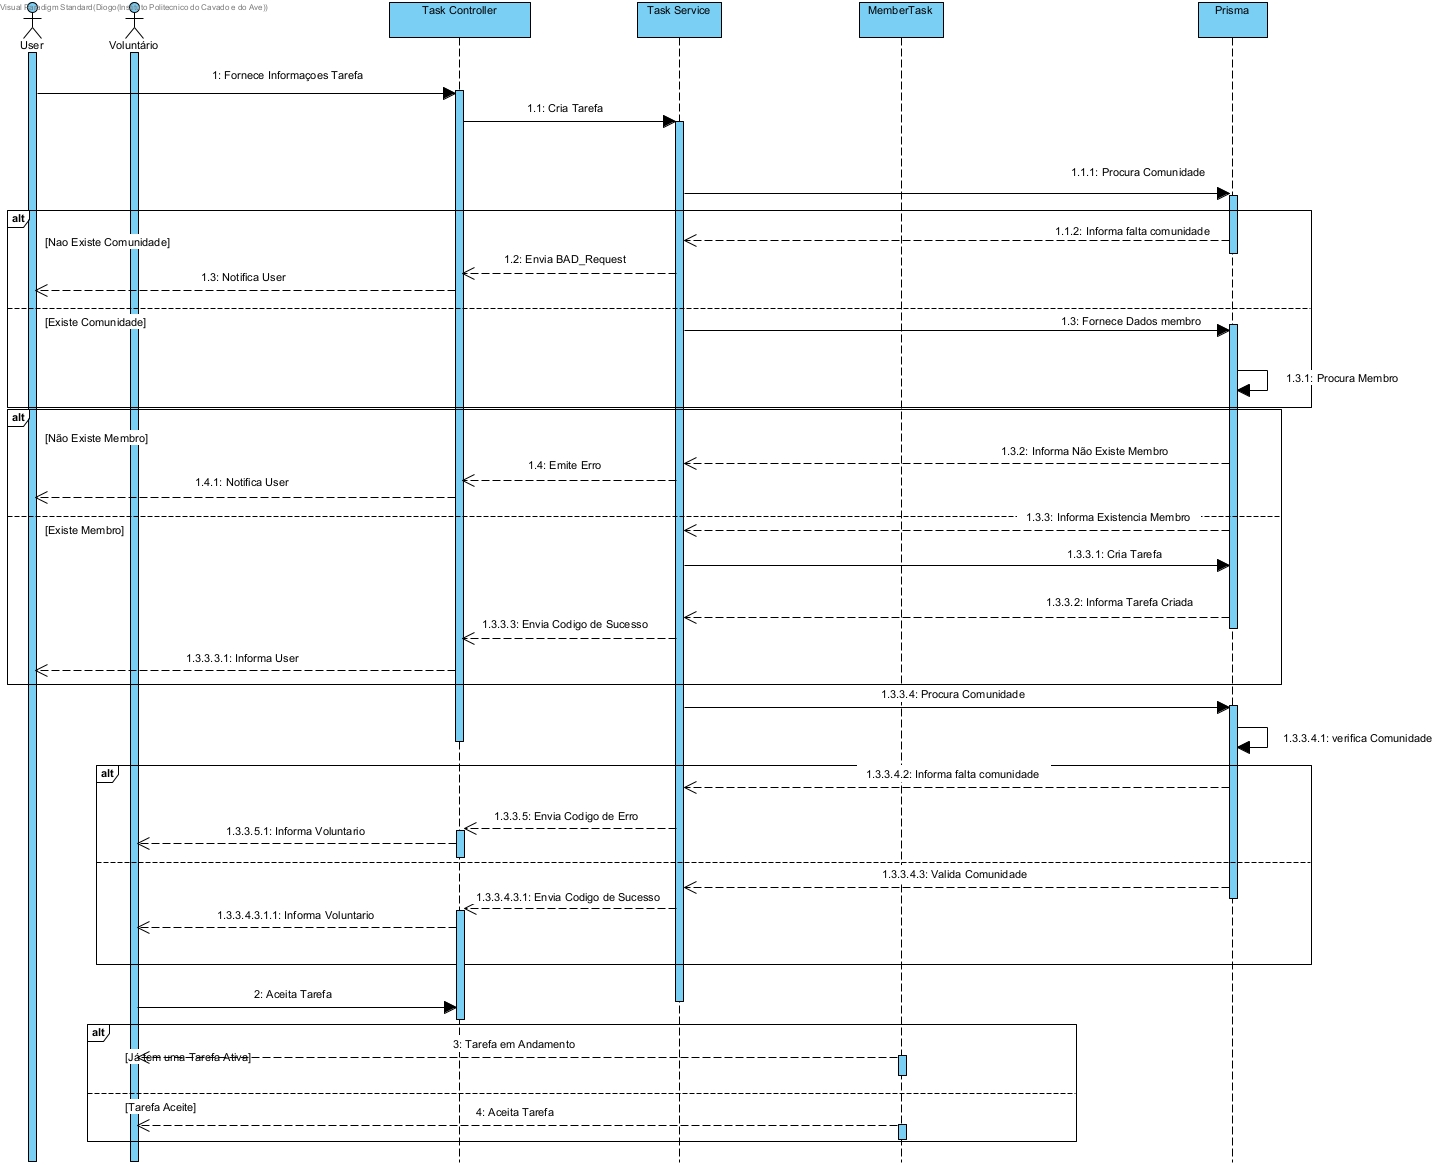 Visual Paradigm Standard(Diogo(Instituto Politecnico do Cavado e do Ave))
User
Voluntário
Task Controller
Task Service
MemberTask
Prisma
1: Fornece Informaçoes Tarefa
1.1: Cria Tarefa
1.1.1: Procura Comunidade
alt
[Nao Existe Comunidade]
1.1.2: Informa falta comunidade
1.2: Envia BAD_Request
1.3: Notifica User
[Existe Comunidade]
1.3: Fornece Dados membro
1.3.1: Procura Membro
alt
[Não Existe Membro]
1.3.2: Informa Não Existe Membro
1.4: Emite Erro
1.4.1: Notifica User
1.3.3: Informa Existencia Membro
[Existe Membro]
1.3.3.1: Cria Tarefa
1.3.3.2: Informa Tarefa Criada
1.3.3.3: Envia Codigo de Sucesso
1.3.3.3.1: Informa User
1.3.3.4: Procura Comunidade
1.3.3.4.1: verifica Comunidade
alt
1.3.3.4.2: Informa falta comunidade
1.3.3.5: Envia Codigo de Erro
1.3.3.5.1: Informa Voluntario
1.3.3.4.3: Valida Comunidade
1.3.3.4.3.1: Envia Codigo de Sucesso
1.3.3.4.3.1.1: Informa Voluntario
2: Aceita Tarefa
alt
3: Tarefa em Andamento
[Já tem uma Tarefa Ativa]
[Tarefa Aceite]
4: Aceita Tarefa